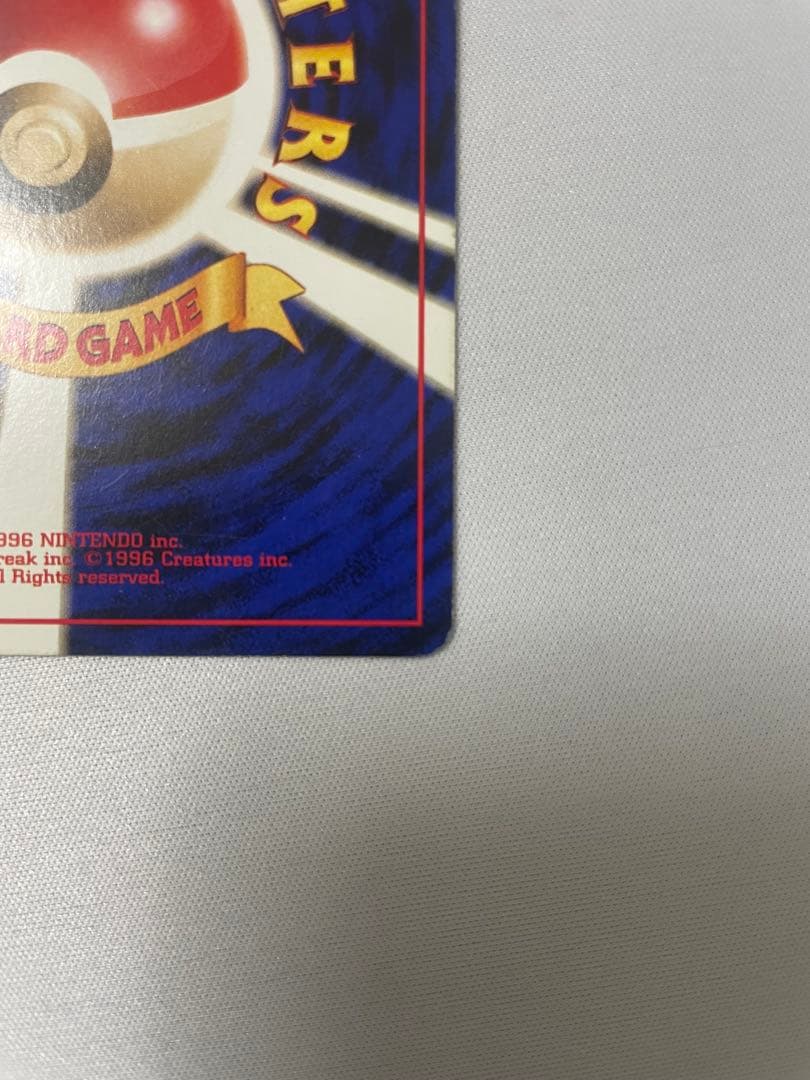 TERS
RD GAME
996 NINTENDO inc.
reak inc. ©1996 Creatures inc.
l Rights reserved.